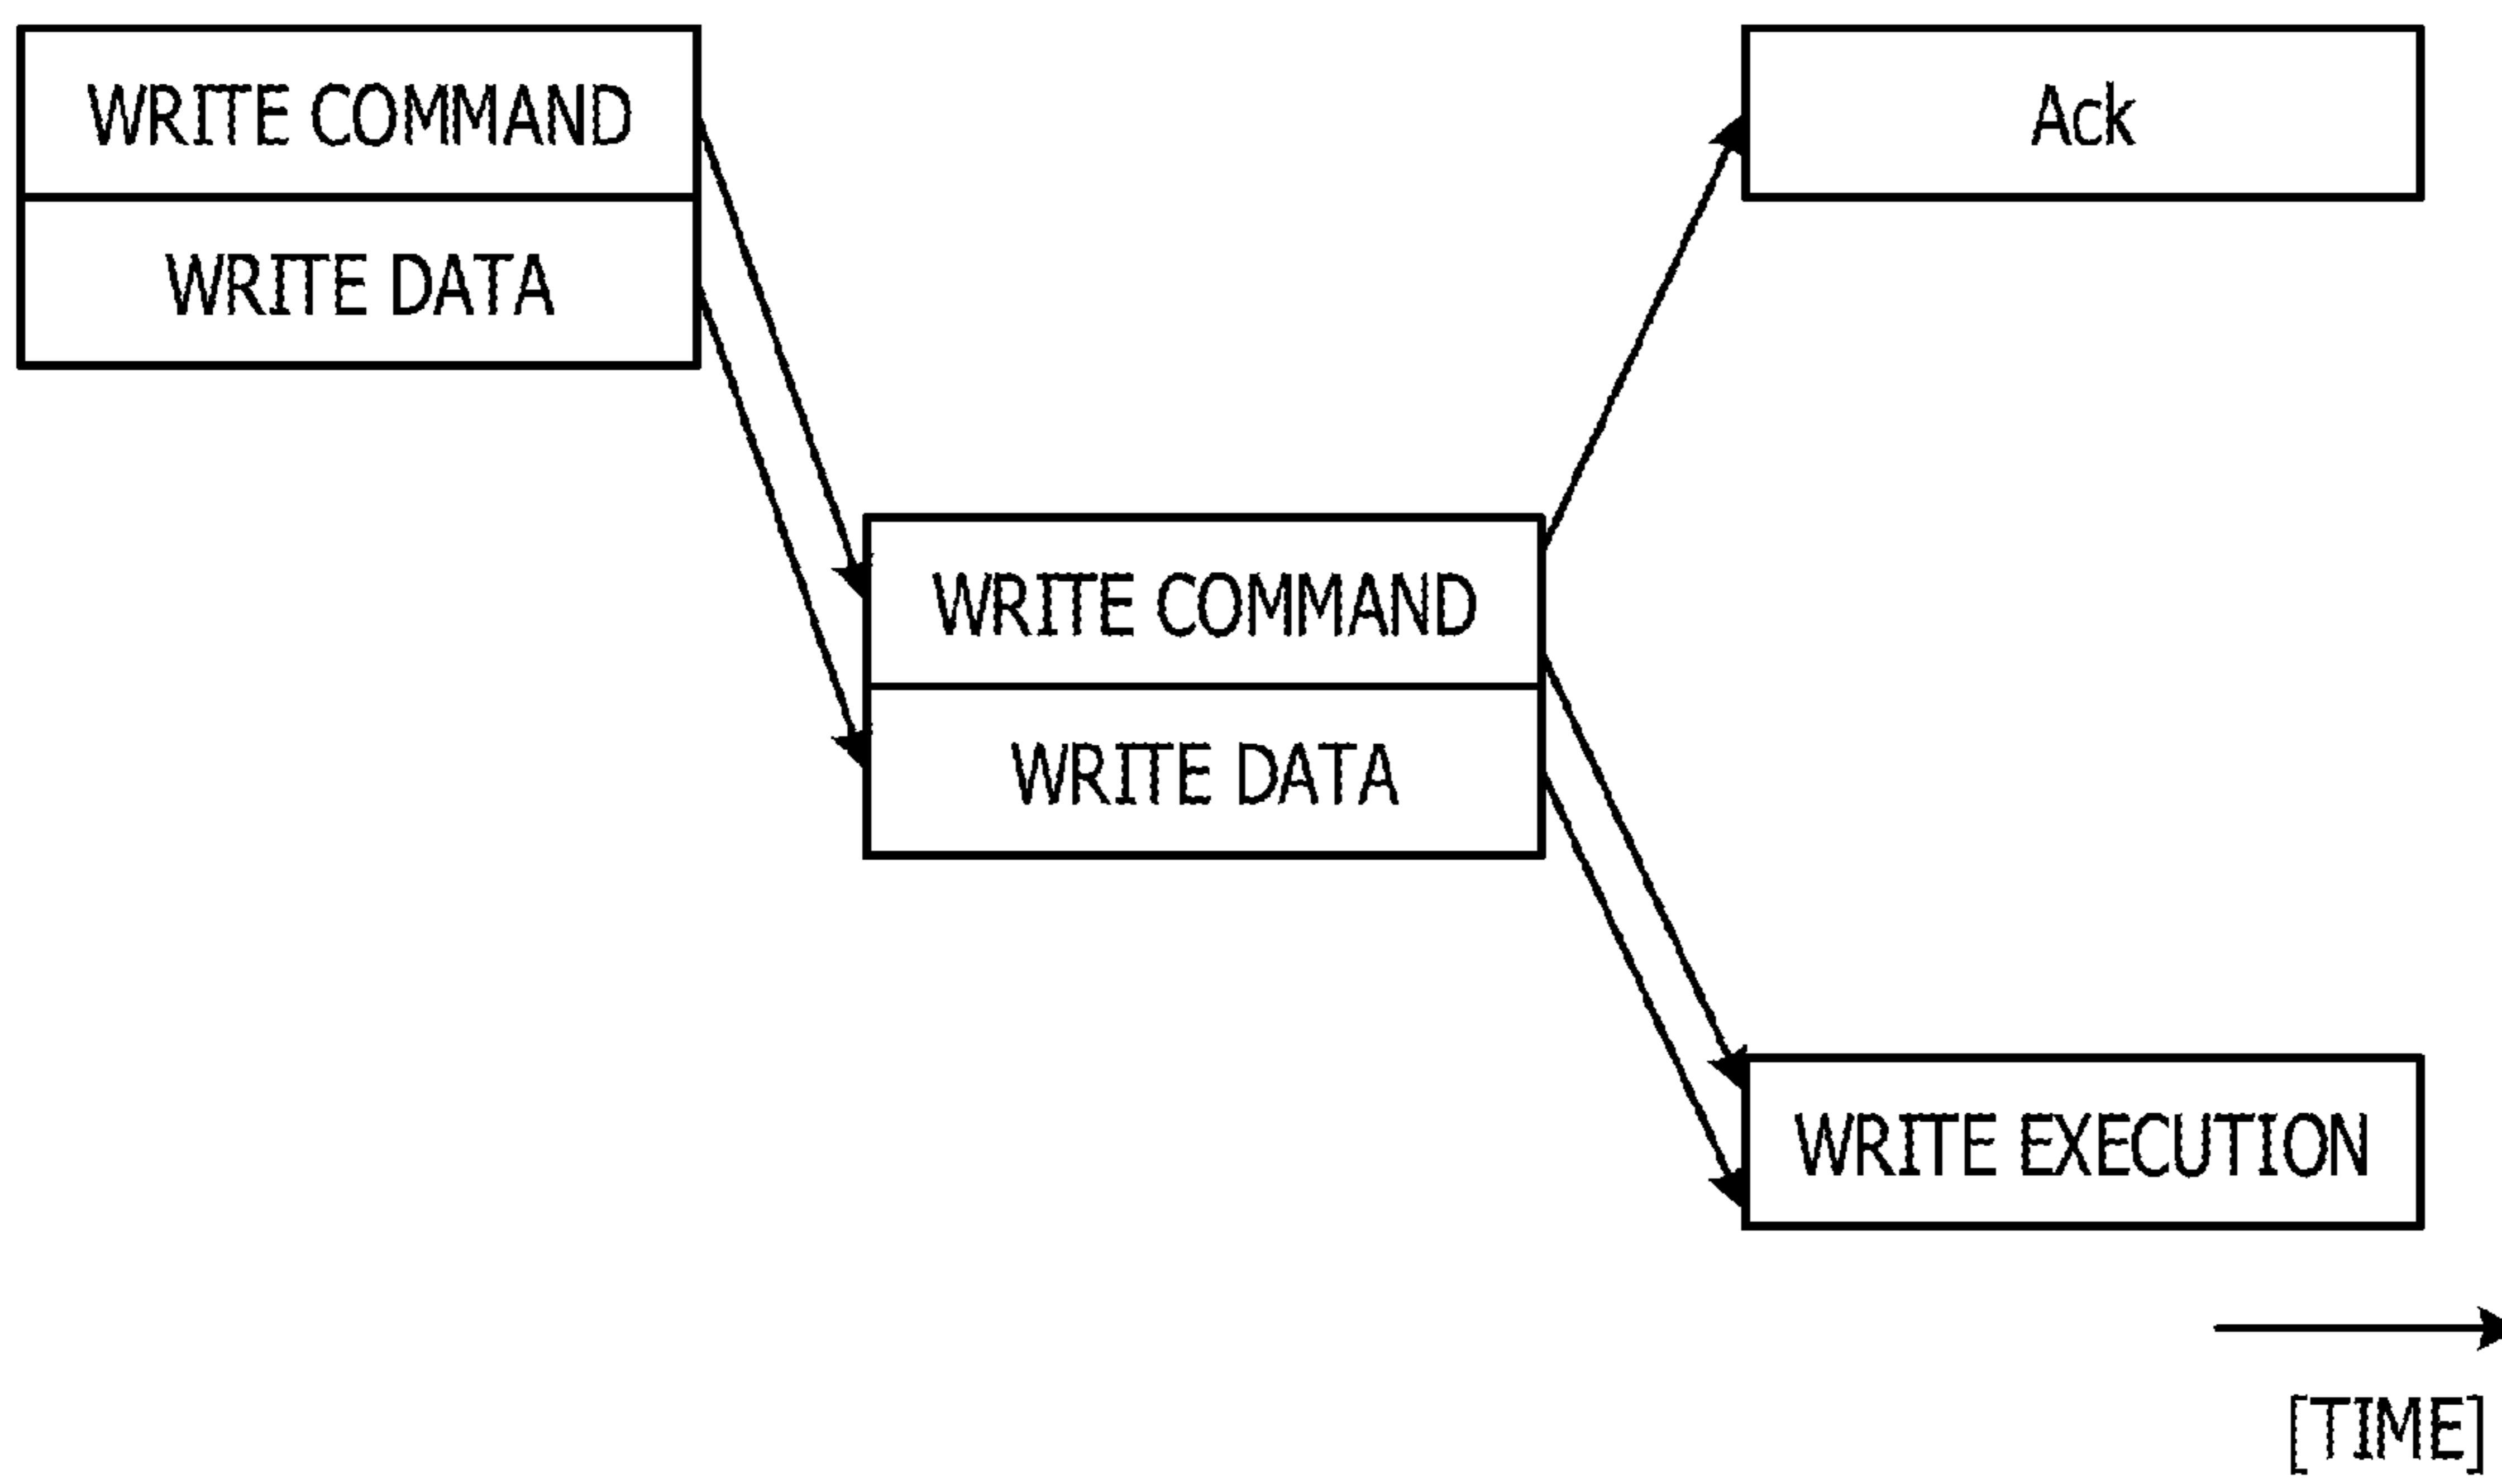 WRITE COMMAND
WRITE DATA
Ack
WRITE COMMAND
WRITE DATA
WRITE EXECUTION
[TIME]